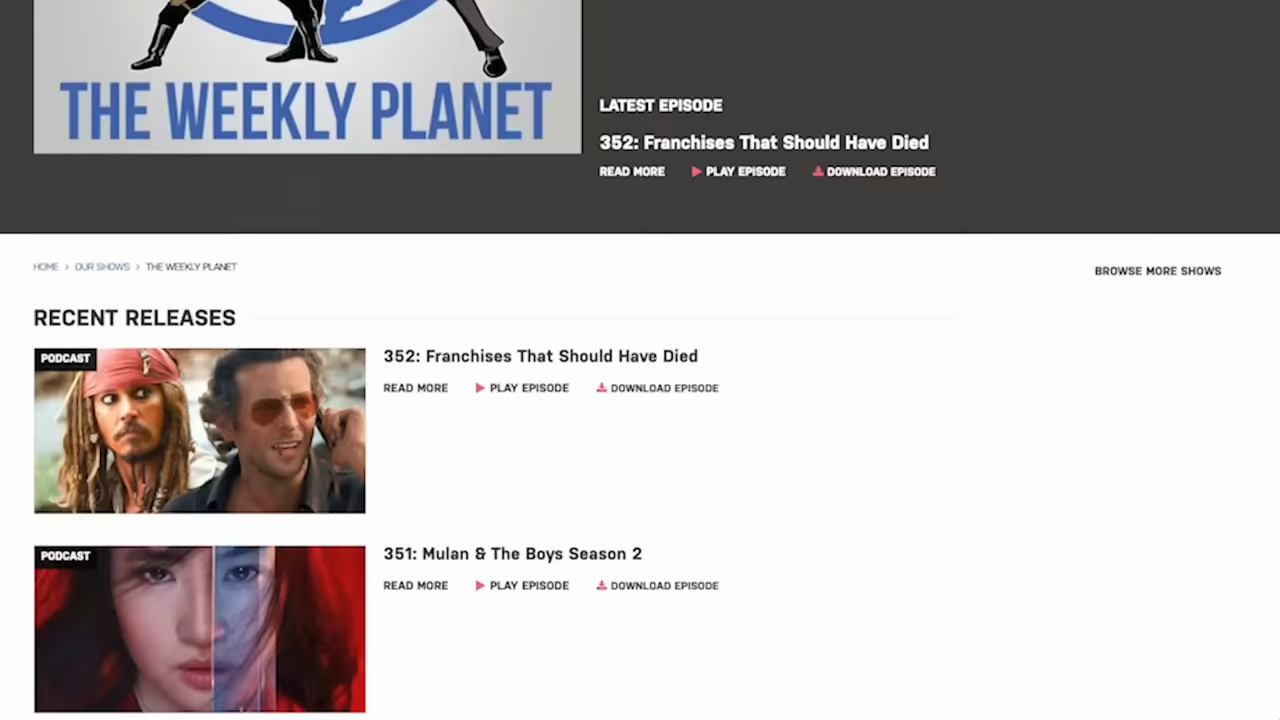 THE WEEKLY PLANET
LATEST EPISODE
352: Franchises That Should Have Died
READ MORE PLAY EPISODE DOWNLOAD EPISODE
HOME › OUR SHOWS › THE WEEKLY PLANET
BROWSE MORE SHOWS
RECENT RELEASES
PODCAST
352: Franchises That Should Have Died
READ MORE PLAY EPISODE DOWNLOAD EPISODE
PODCAST
351: Mulan & The Boys Season 2
READ MORE PLAY EPISODE DOWNLOAD EPISODE